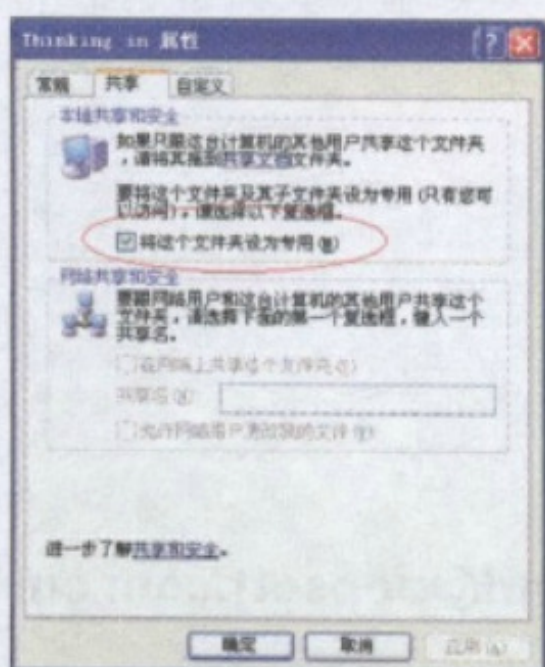 Thinking in 属性
常规 共享 自定义
本地共享和安全
如果只跟这台计算机的其他用户共享这个文件夹
，请将其拖到共享文档文件夹。
要将这个文件夹及其子文件夹设为专用(只有您可
以访问)，请选择以下复选框。
将这个文件夹设为专用(M)
网络共享和安全
要跟网络用户和这台计算机的其他用户共享这个
文件夹，请选择下面的第一个复选框，键入一个
共享名。
在网络上共享这个文件夹(S)
共享名(H)
允许网络用户更改我的文件(W)
进一步了解共享和安全。
确定 取消 应用(A)